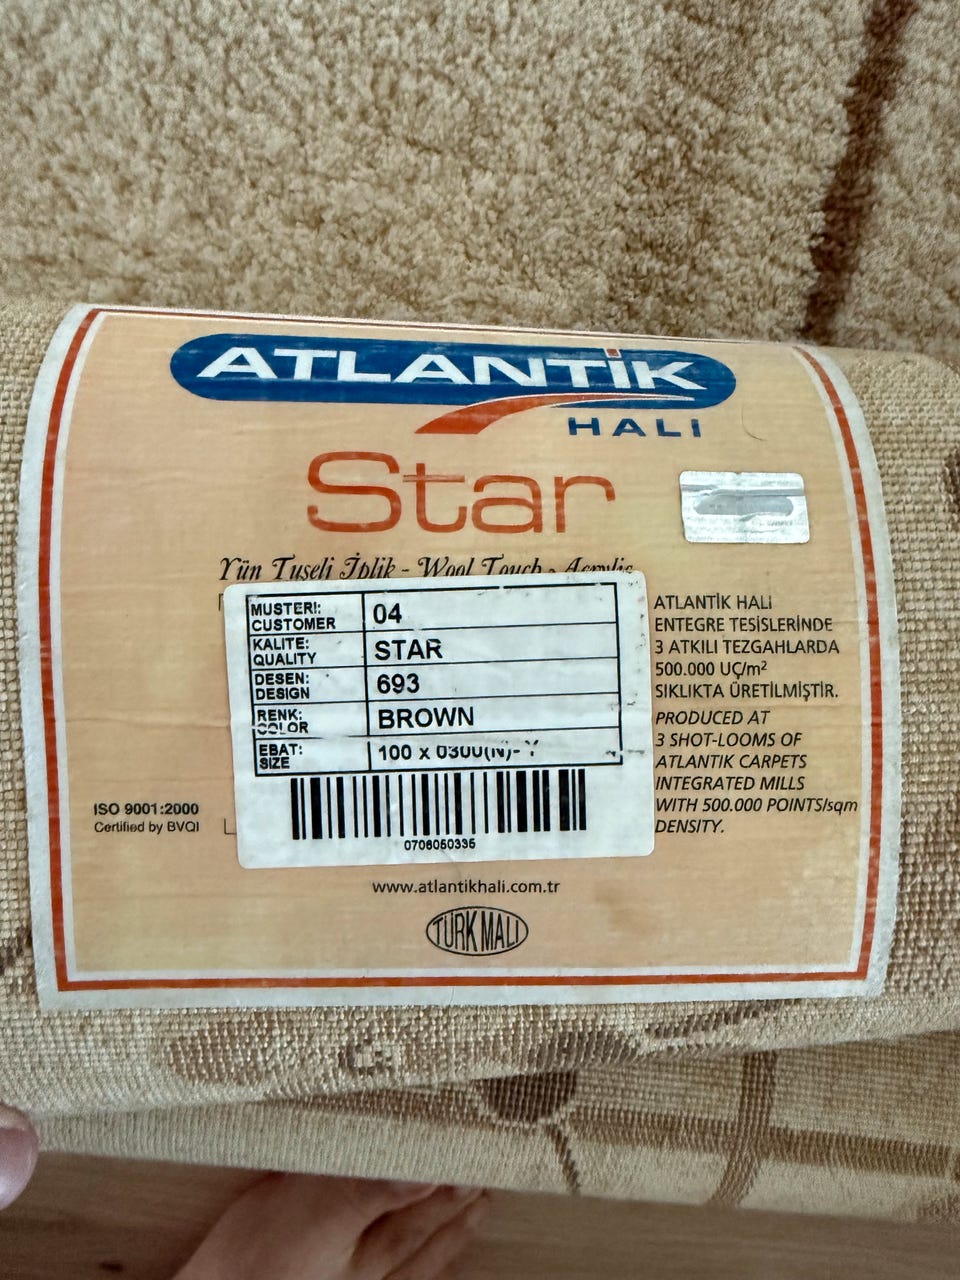 ATLANTiK
HALI
Star
Yün Tuşeli İplik - Wool Touch - Acrylic
MUSTERI: 04
CUSTOMER
KALITE: STAR
QUALITY
DESEN: 693
DESIGN
RENK: BROWN
COLOR
EBAT: 100 x 0300(N)- Y
SIZE
0706050335
ATLANTİK HALI
ENTEGRE TESİSLERİNDE
3 ATKILI TEZGAHLARDA
500.000 UÇ/m²
SIKLIKTA ÜRETİLMİŞTİR.
PRODUCED AT
3 SHOT-LOOMS OF
ATLANTIK CARPETS
INTEGRATED MILLS
WITH 500.000 POINTS/sqm
DENSITY.
ISO 9001:2000
Certified by BVQI
www.atlantikhali.com.tr
TÜRK MALI